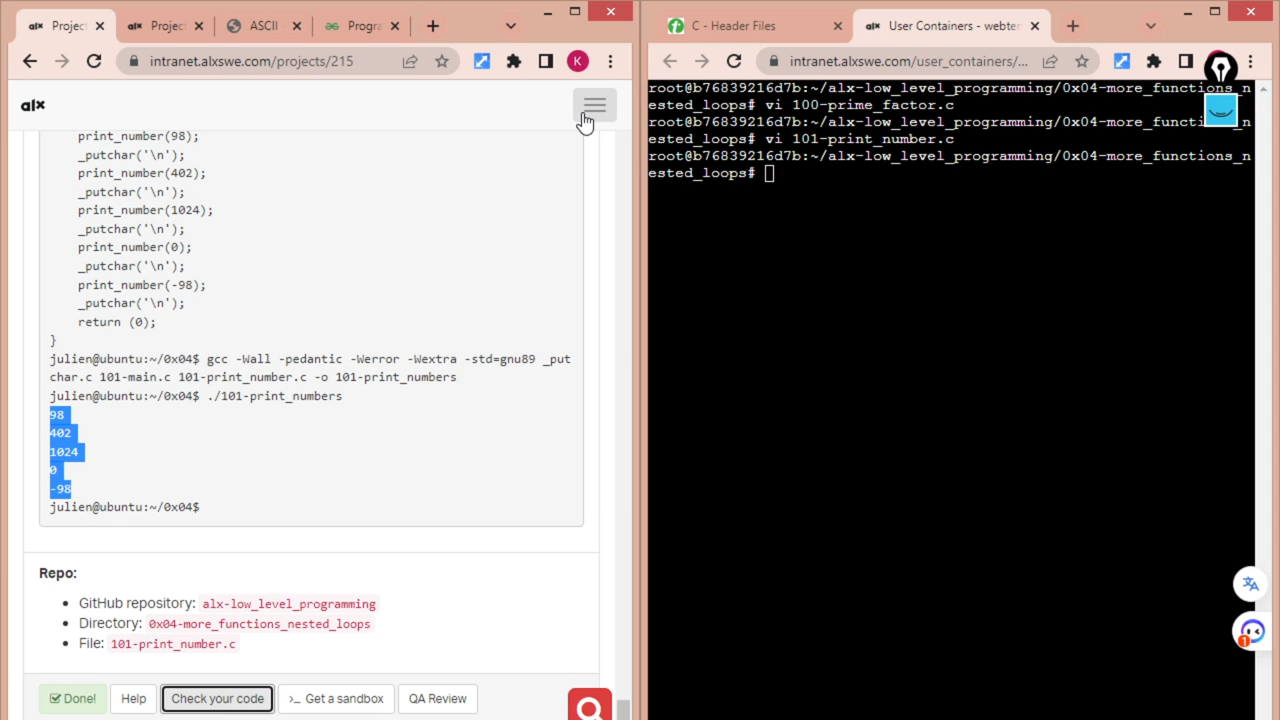 Projec
Projec
ASCII
Progra
intranet.alxswe.com/projects/215
K
alx
print_number(98);
_putchar('\n');
print_number(402);
_putchar('\n');
print_number(1024);
_putchar('\n');
print_number(0);
_putchar('\n');
print_number(-98);
_putchar('\n');
return (0);
}
julien@ubuntu:~/0x04$ gcc -Wall -pedantic -Werror -Wextra -std=gnu89 _put
char.c 101-main.c 101-print_number.c -o 101-print_numbers
julien@ubuntu:~/0x04$ ./101-print_numbers
98
402
1024
0
-98
julien@ubuntu:~/0x04$
Repo:
GitHub repository: alx-low_level_programming
Directory: 0x04-more_functions_nested_loops
File: 101-print_number.c
Done!
Help
Check your code
>_ Get a sandbox
QA Review
C - Header Files
User Containers - webter
intranet.alxswe.com/user_containers/...
root@b76839216d7b:~/alx-low_level_programming/0x04-more_functions_n
ested_loops# vi 100-prime_factor.c
root@b76839216d7b:~/alx-low_level_programming/0x04-more_functi _n
ested_loops# vi 101-print_number.c
root@b76839216d7b:~/alx-low_level_programming/0x04-more_functions_n
ested_loops#
1